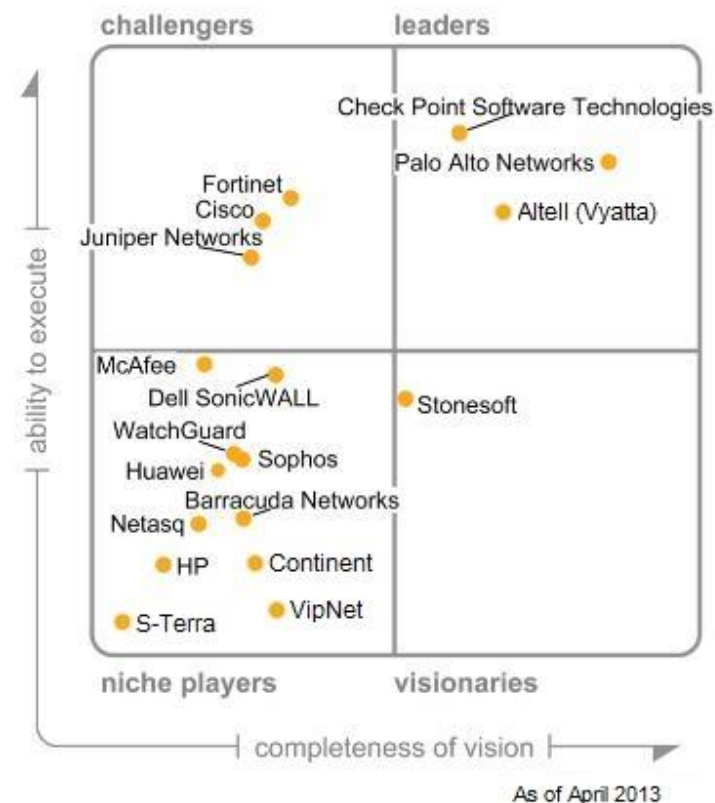 challengers
leaders
Check Point Software Technologies
Palo Alto Networks
Fortinet
Cisco
Altell (Vyatta)
Juniper Networks
ability to execute
McAfee
Dell SonicWALL
Stonesoft
WatchGuard
Sophos
Huawei
Barracuda Networks
Netasq
HP
Continent
VipNet
S-Terra
niche players
visionaries
completeness of vision
As of April 2013